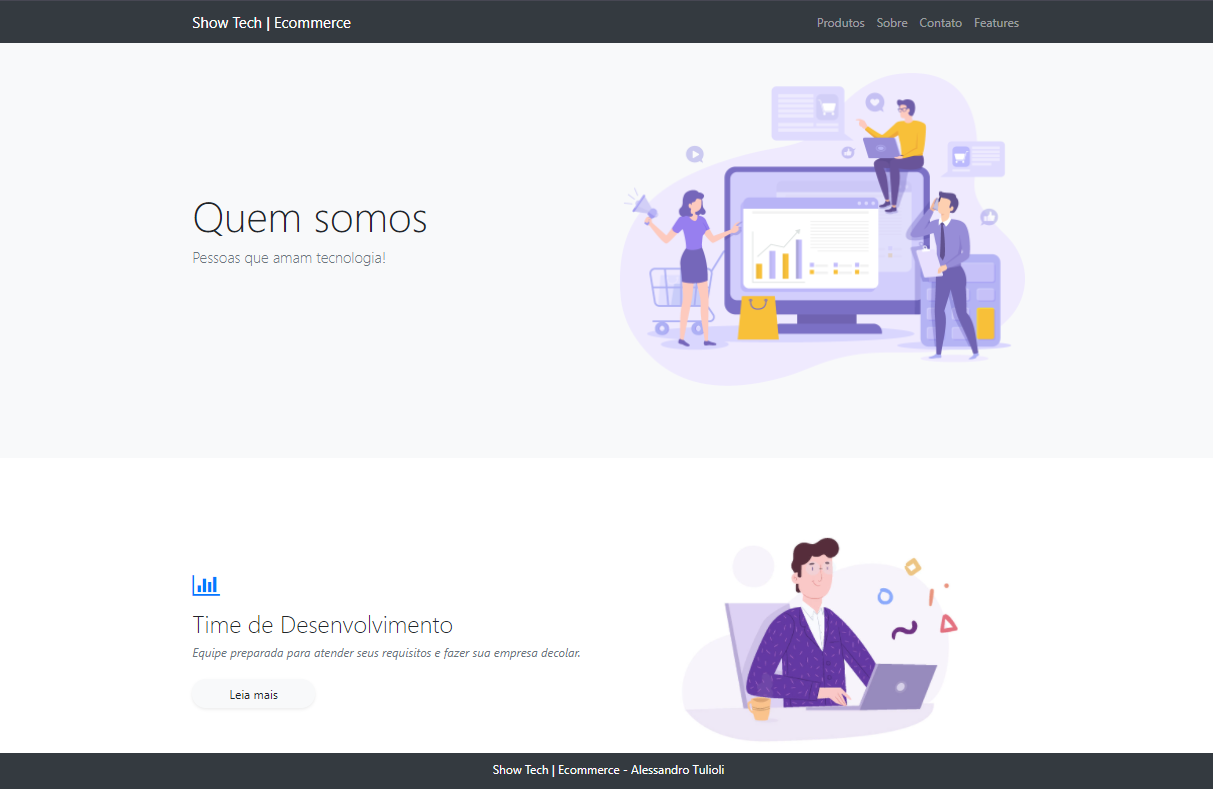 Show Tech | Ecommerce
Produtos Sobre Contato Features
Quem somos
Pessoas que amam tecnologia!
Time de Desenvolvimento
Equipe preparada para atender seus requisitos e fazer sua empresa decolar.
Leia mais
Show Tech | Ecommerce - Alessandro Tulioli